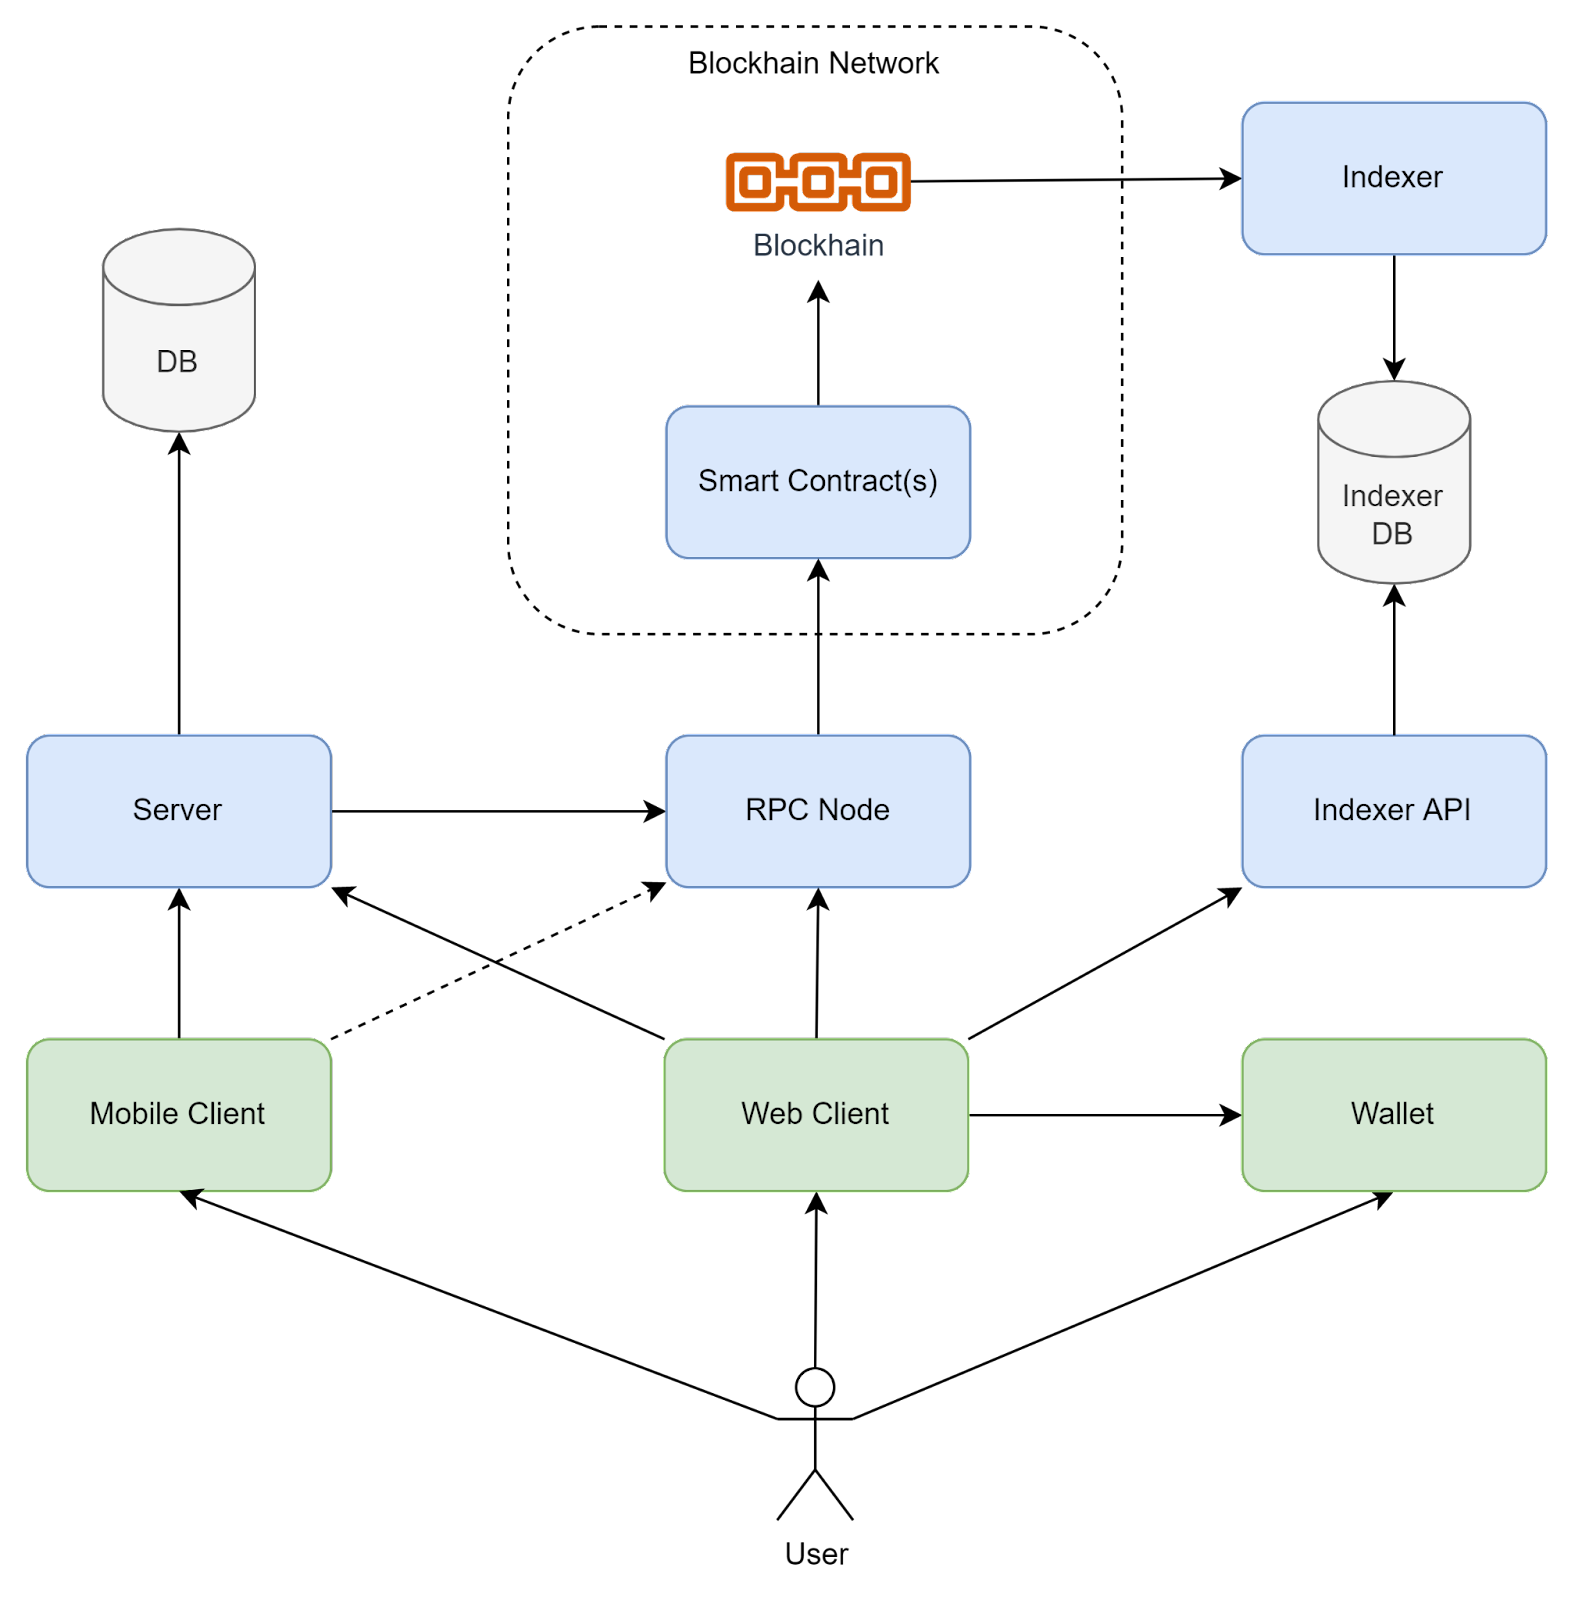 Blockhain Network
Indexer
Blockhain
DB
Smart Contract(s)
Indexer
DB
Server
RPC Node
Indexer API
Mobile Client
Web Client
Wallet
User